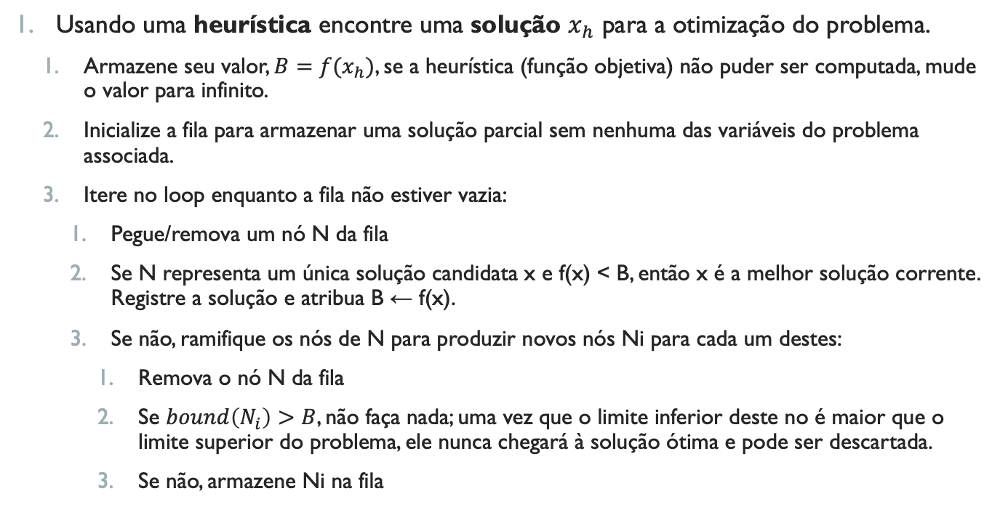 1. Usando uma heurística encontre uma solução xₕ para a otimização do problema.
1. Armazene seu valor, B = f(xₕ), se a heurística (função objetiva) não puder ser computada, mude
o valor para infinito.
2. Inicialize a fila para armazenar uma solução parcial sem nenhuma das variáveis do problema
associada.
3. Itere no loop enquanto a fila não estiver vazia:
1. Pegue/remova um nó N da fila
2. Se N representa um única solução candidata x e f(x) < B, então x é a melhor solução corrente.
Registre a solução e atribua B ← f(x).
3. Se não, ramifique os nós de N para produzir novos nós Ni para cada um destes:
1. Remova o nó N da fila
2. Se bound(Nᵢ) > B, não faça nada; uma vez que o limite inferior deste no é maior que o
limite superior do problema, ele nunca chegará à solução ótima e pode ser descartada.
3. Se não, armazene Ni na fila